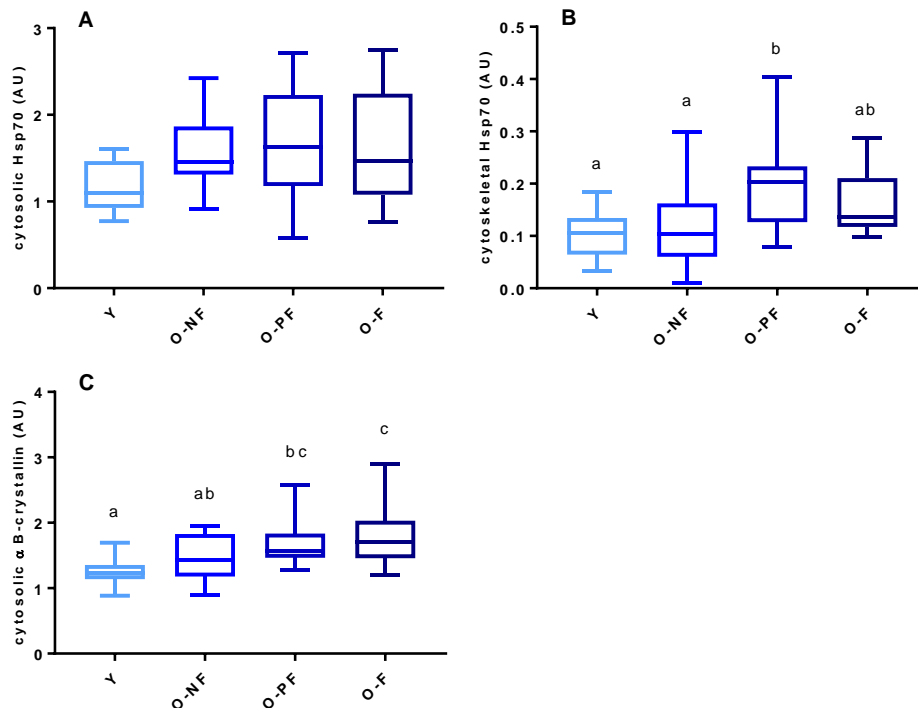 A
cytosolic Hsp70 (AU)
3
2
1
0
Y
O-NF
O-PF
O-F
B
cytoskeletal Hsp70 (AU)
0.5
0.4
0.3
0.2
0.1
0.0
a
a
b
ab
Y
O-NF
O-PF
O-F
C
cytosolic α B-crystallin (AU)
4
3
2
1
0
a
ab
bc
c
Y
O-NF
O-PF
O-F